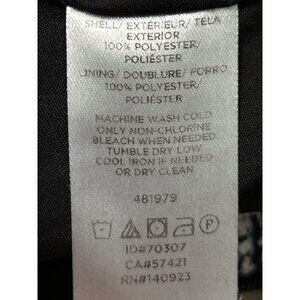 SHELL/ EXTÉRIEUR/ TELA
EXTERIOR
100% POLYESTER/
POLIÉSTER
LINING/ DOUBLURE/ FORRO
100% POLYESTER/
POLIÉSTER
MACHINE WASH COLD
ONLY NON-CHLORINE
BLEACH WHEN NEEDED
TUMBLE DRY LOW
COOL IRON IF NEEDED
OR DRY CLEAN
481979
P
ID#70307
CA#57421
RN#140923